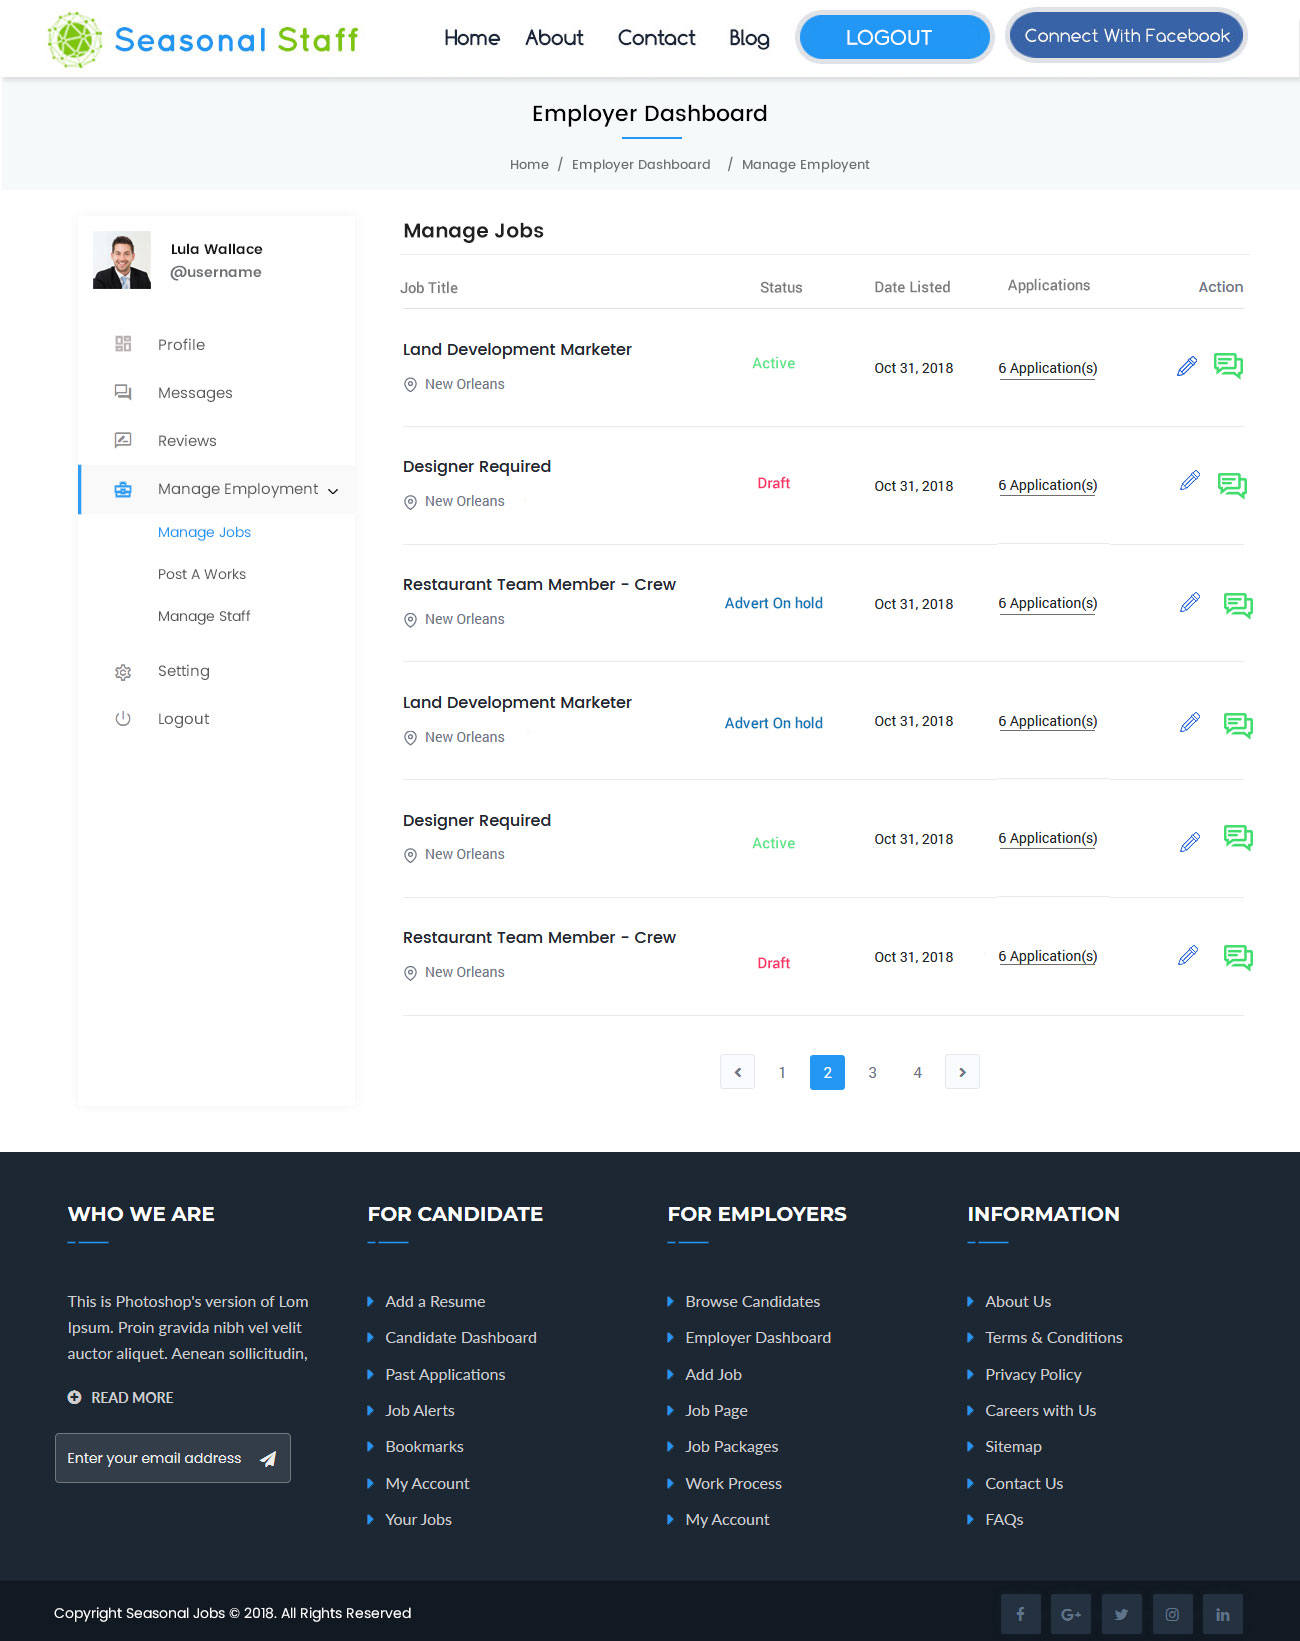 Seasonal Staff
Home About Contact Blog LOGOUT Connect With Facebook
Employer Dashboard
Home / Employer Dashboard / Manage Employent
Lula Wallace
@username
Profile
Messages
Reviews
Manage Employment
Manage Jobs
Post A Works
Manage Staff
Setting
Logout
Manage Jobs
Job Title Status Date Listed Applications Action
Land Development Marketer
New Orleans
Active Oct 31, 2018 6 Application(s)
Designer Required
New Orleans
Draft Oct 31, 2018 6 Application(s)
Restaurant Team Member - Crew
New Orleans
Advert On hold Oct 31, 2018 6 Application(s)
Land Development Marketer
New Orleans
Advert On hold Oct 31, 2018 6 Application(s)
Designer Required
New Orleans
Active Oct 31, 2018 6 Application(s)
Restaurant Team Member - Crew
New Orleans
Draft Oct 31, 2018 6 Application(s)
1 2 3 4
WHO WE ARE
This is Photoshop's version of Lom
Ipsum. Proin gravida nibh vel velit
auctor aliquet. Aenean sollicitudin,
READ MORE
Enter your email address
FOR CANDIDATE
Add a Resume
Candidate Dashboard
Past Applications
Job Alerts
Bookmarks
My Account
Your Jobs
FOR EMPLOYERS
Browse Candidates
Employer Dashboard
Add Job
Job Page
Job Packages
Work Process
My Account
INFORMATION
About Us
Terms & Conditions
Privacy Policy
Careers with Us
Sitemap
Contact Us
FAQs
Copyright Seasonal Jobs © 2018. All Rights Reserved